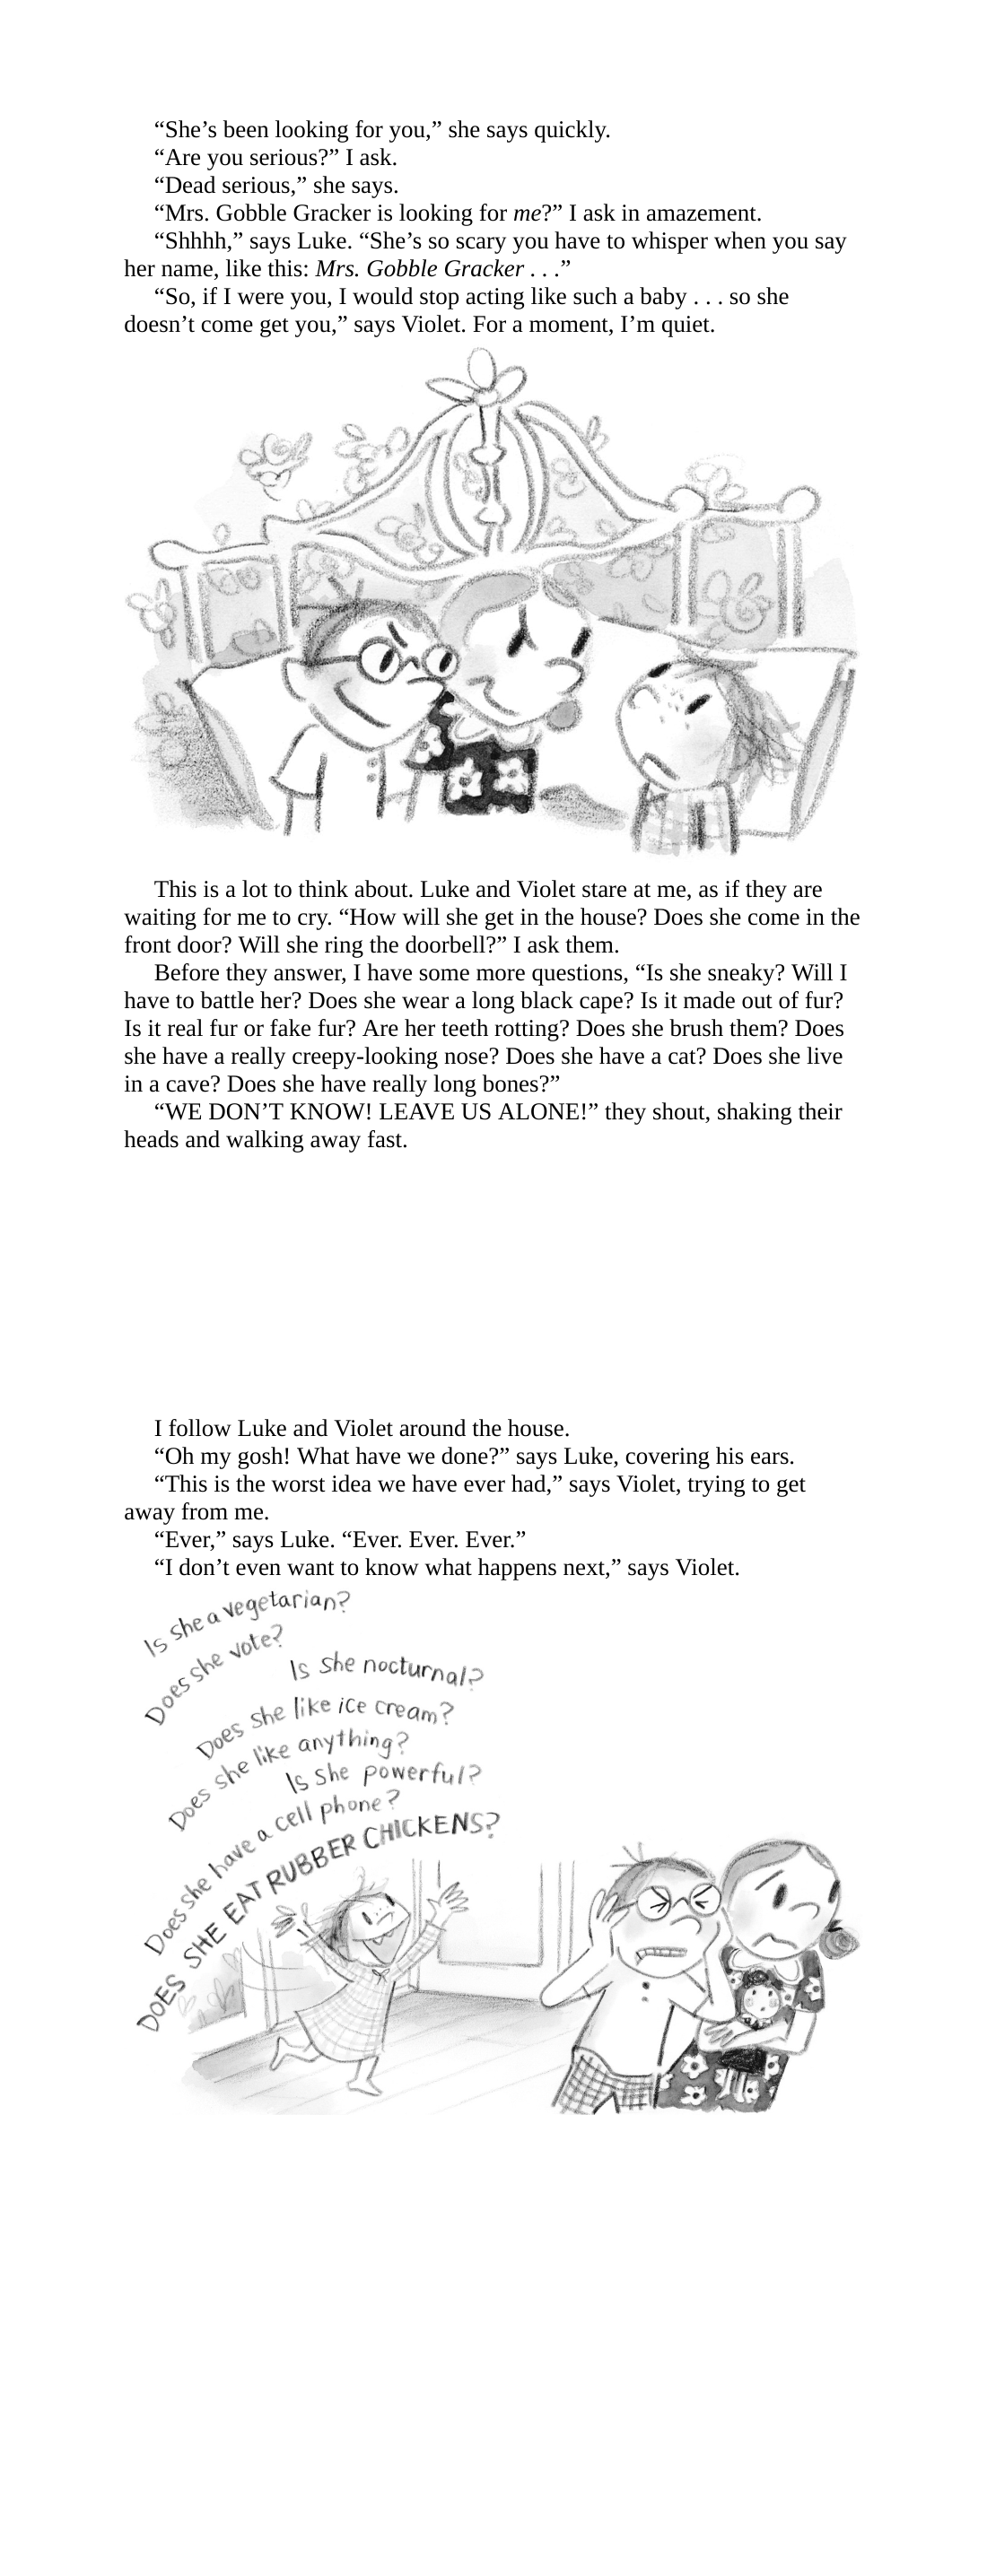 “She’s been looking for you,” she says quickly.
“Are you serious?” I ask.
“Dead serious,” she says.
“Mrs. Gobble Gracker is looking for me?” I ask in amazement.
“Shhhh,” says Luke. “She’s so scary you have to whisper when you say
her name, like this: Mrs. Gobble Gracker . . .”
“So, if I were you, I would stop acting like such a baby . . . so she
doesn’t come get you,” says Violet. For a moment, I’m quiet.
This is a lot to think about. Luke and Violet stare at me, as if they are
waiting for me to cry. “How will she get in the house? Does she come in the
front door? Will she ring the doorbell?” I ask them.
Before they answer, I have some more questions, “Is she sneaky? Will I
have to battle her? Does she wear a long black cape? Is it made out of fur?
Is it real fur or fake fur? Are her teeth rotting? Does she brush them? Does
she have a really creepy-looking nose? Does she have a cat? Does she live
in a cave? Does she have really long bones?”
“WE DON’T KNOW! LEAVE US ALONE!” they shout, shaking their
heads and walking away fast.
I follow Luke and Violet around the house.
“Oh my gosh! What have we done?” says Luke, covering his ears.
“This is the worst idea we have ever had,” says Violet, trying to get
away from me.
“Ever,” says Luke. “Ever. Ever. Ever.”
“I don’t even want to know what happens next,” says Violet.
Is she a vegetarian?
Does she vote?
Is she nocturnal?
Does she like ice cream?
Does she like anything?
Is she powerful?
Does she have a cell phone?
DOES SHE EAT RUBBER CHICKENS?